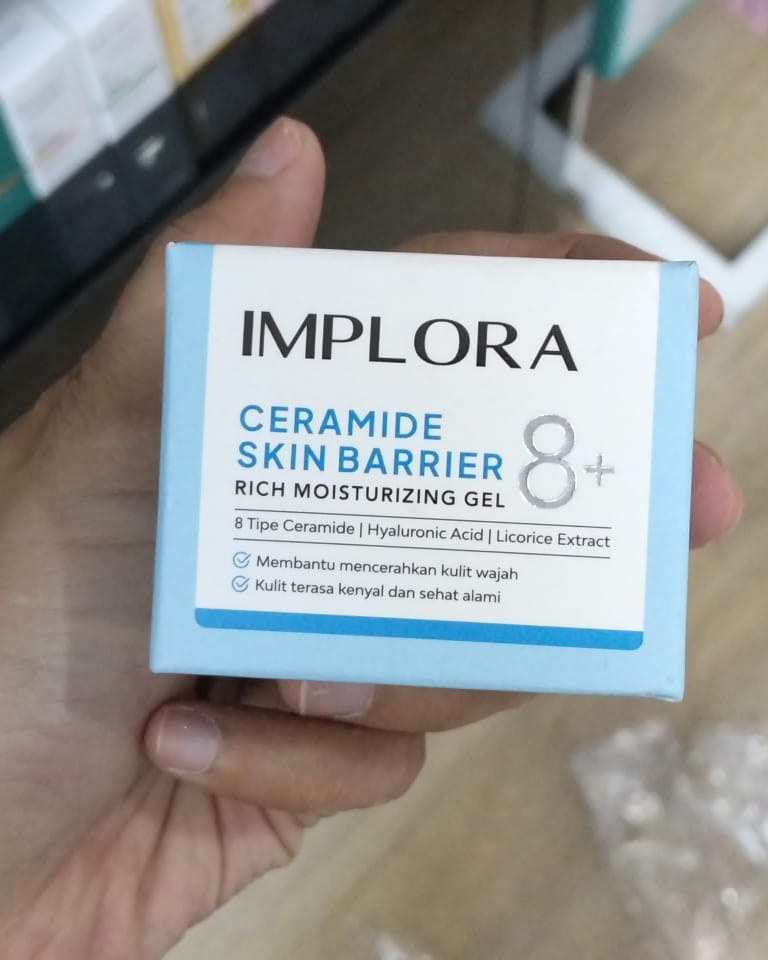 IMPLORA
CERAMIDE
SKIN BARRIER 8+
RICH MOISTURIZING GEL
8 Tipe Ceramide | Hyaluronic Acid | Licorice Extract
Membantu mencerahkan kulit wajah
Kulit terasa kenyal dan sehat alami